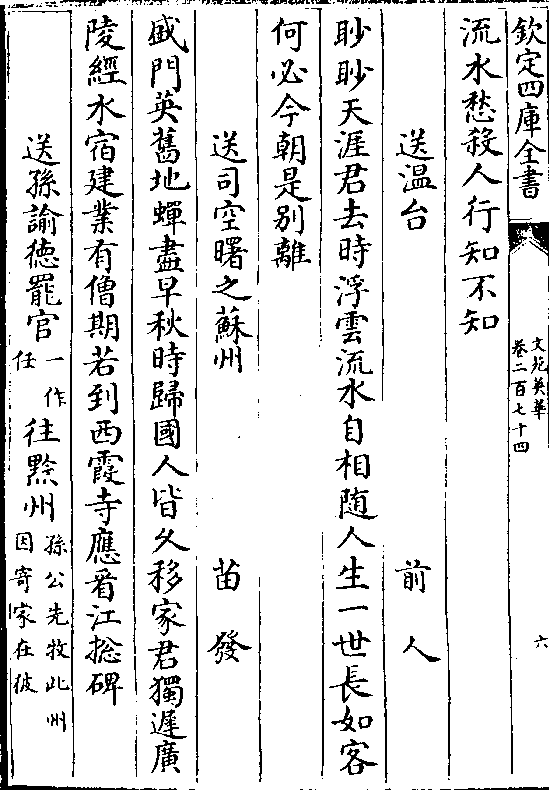 欽定四庫全書
文苑英華
卷二百七十四
六
流水愁殺人行知不知
送温台
前人
眇眇天涯君去時浮雲流水自相随人生一世長如客
何必今朝是别離
送司空曙之蘇州
苗發
盛門英舊地蟬盡早秋時歸國人皆久移家君獨遲廣
陵經水宿建業有僧期若到西霞寺應看江揔碑
送孫諭徳罷官一作任往黔州孫公先牧此州因寄家在彼